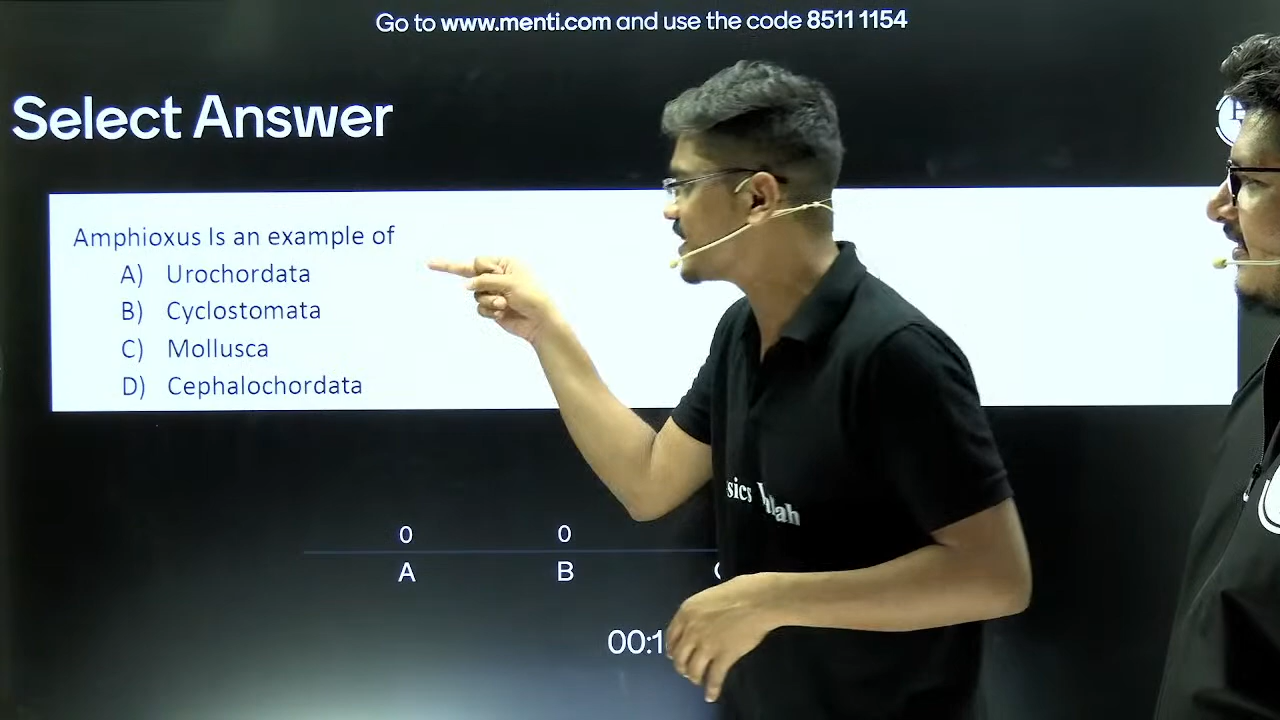 Go to www.menti.com and use the code 8511 1154
Select Answer
Amphioxus Is an example of
A) Urochordata
B) Cyclostomata
C) Mollusca
D) Cephalochordata
0 0
A B
00:1
sics